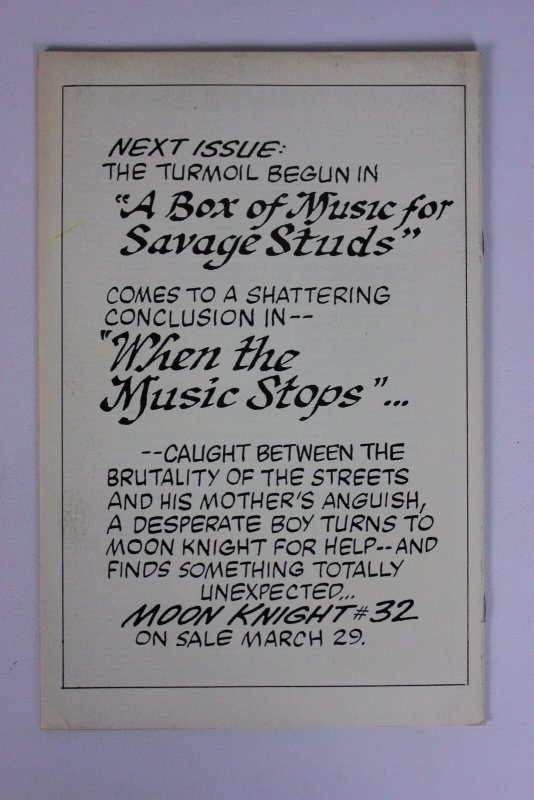 NEXT ISSUE:
THE TURMOIL BEGUN IN
"A Box of Music for
Savage Studs"
COMES TO A SHATTERING
CONCLUSION IN--
"When the
Music Stops"...
--CAUGHT BETWEEN THE
BRUTALITY OF THE STREETS
AND HIS MOTHER'S ANGUISH,
A DESPERATE BOY TURNS TO
MOON KNIGHT FOR HELP--AND
FINDS SOMETHING TOTALLY
UNEXPECTED...
MOON KNIGHT #32
ON SALE MARCH 29.